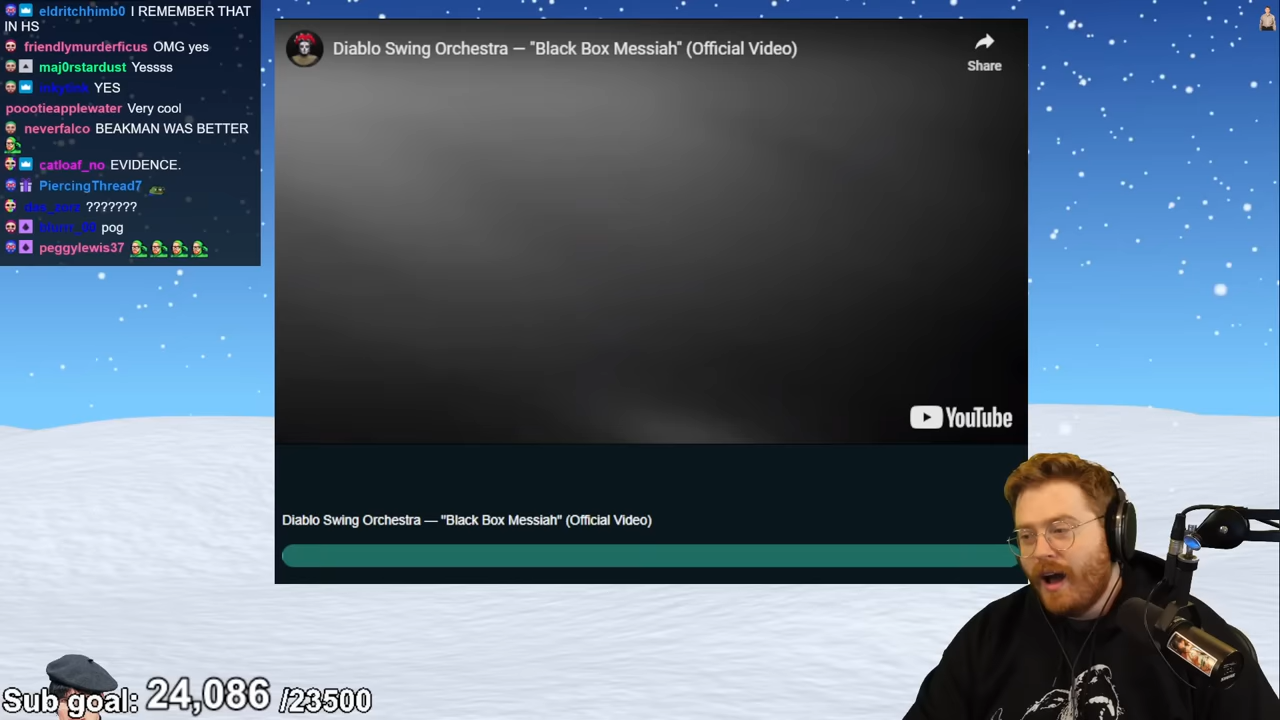 eldritchhimb0 I REMEMBER THAT
IN HS
friendlymurderficus OMG yes
maj0rstardust Yessss
YES
poootieapplewater Very cool
neverfalco BEAKMAN WAS BETTER
catloaf_no EVIDENCE.
PiercingThread7
???????
pog
peggylewis37
Diablo Swing Orchestra — "Black Box Messiah" (Official Video)
Share
YouTube
Diablo Swing Orchestra — "Black Box Messiah" (Official Video)
Sub goal: 24,086 /23500